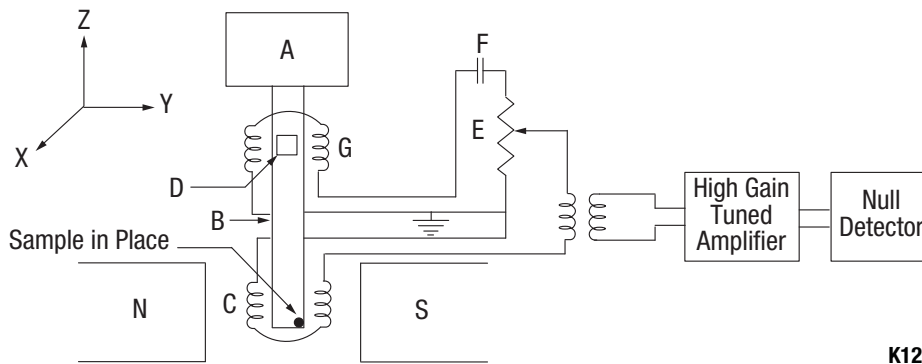 Z
A
F
Y
E
X
G
D
High Gain
Tuned
Amplifier
Null
Detector
B
Sample in Place
N
C
S
K12